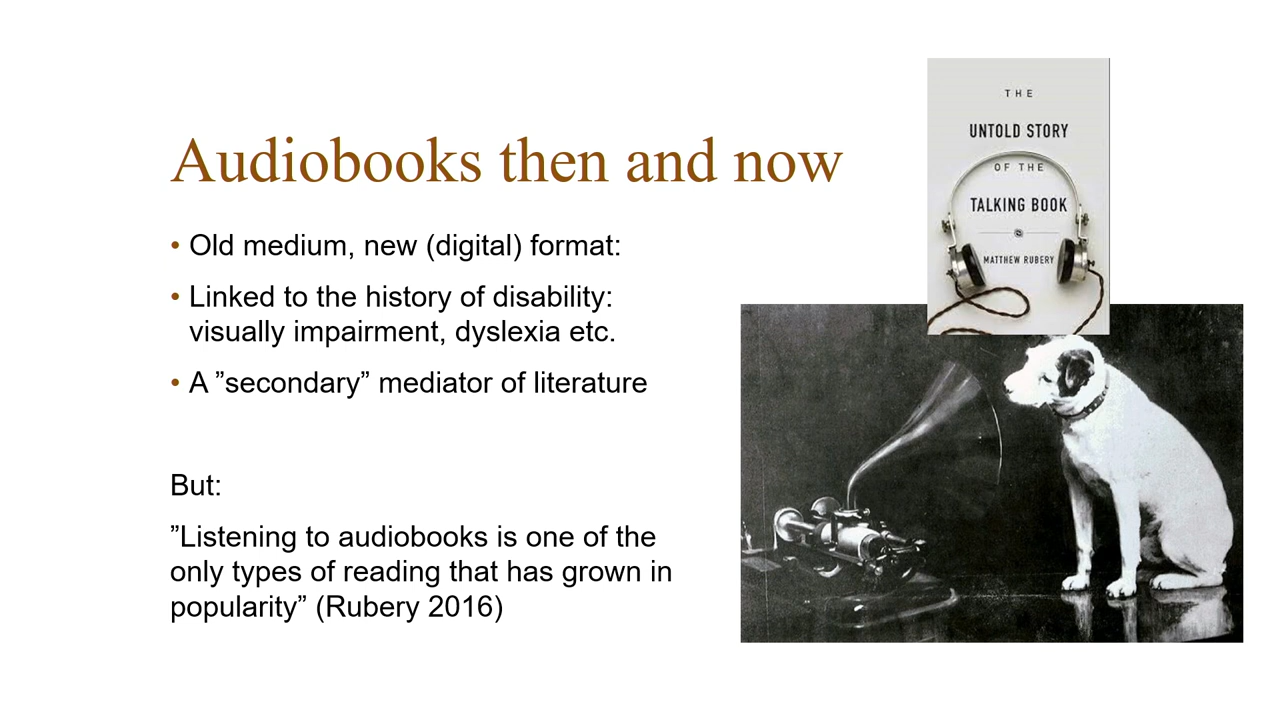 Audiobooks then and now
• Old medium, new (digital) format:
• Linked to the history of disability:
visually impairment, dyslexia etc.
• A ”secondary” mediator of literature
But:
”Listening to audiobooks is one of the
only types of reading that has grown in
popularity” (Rubery 2016)
THE
UNTOLD STORY
OF THE
TALKING BOOK
MATTHEW RUBERY